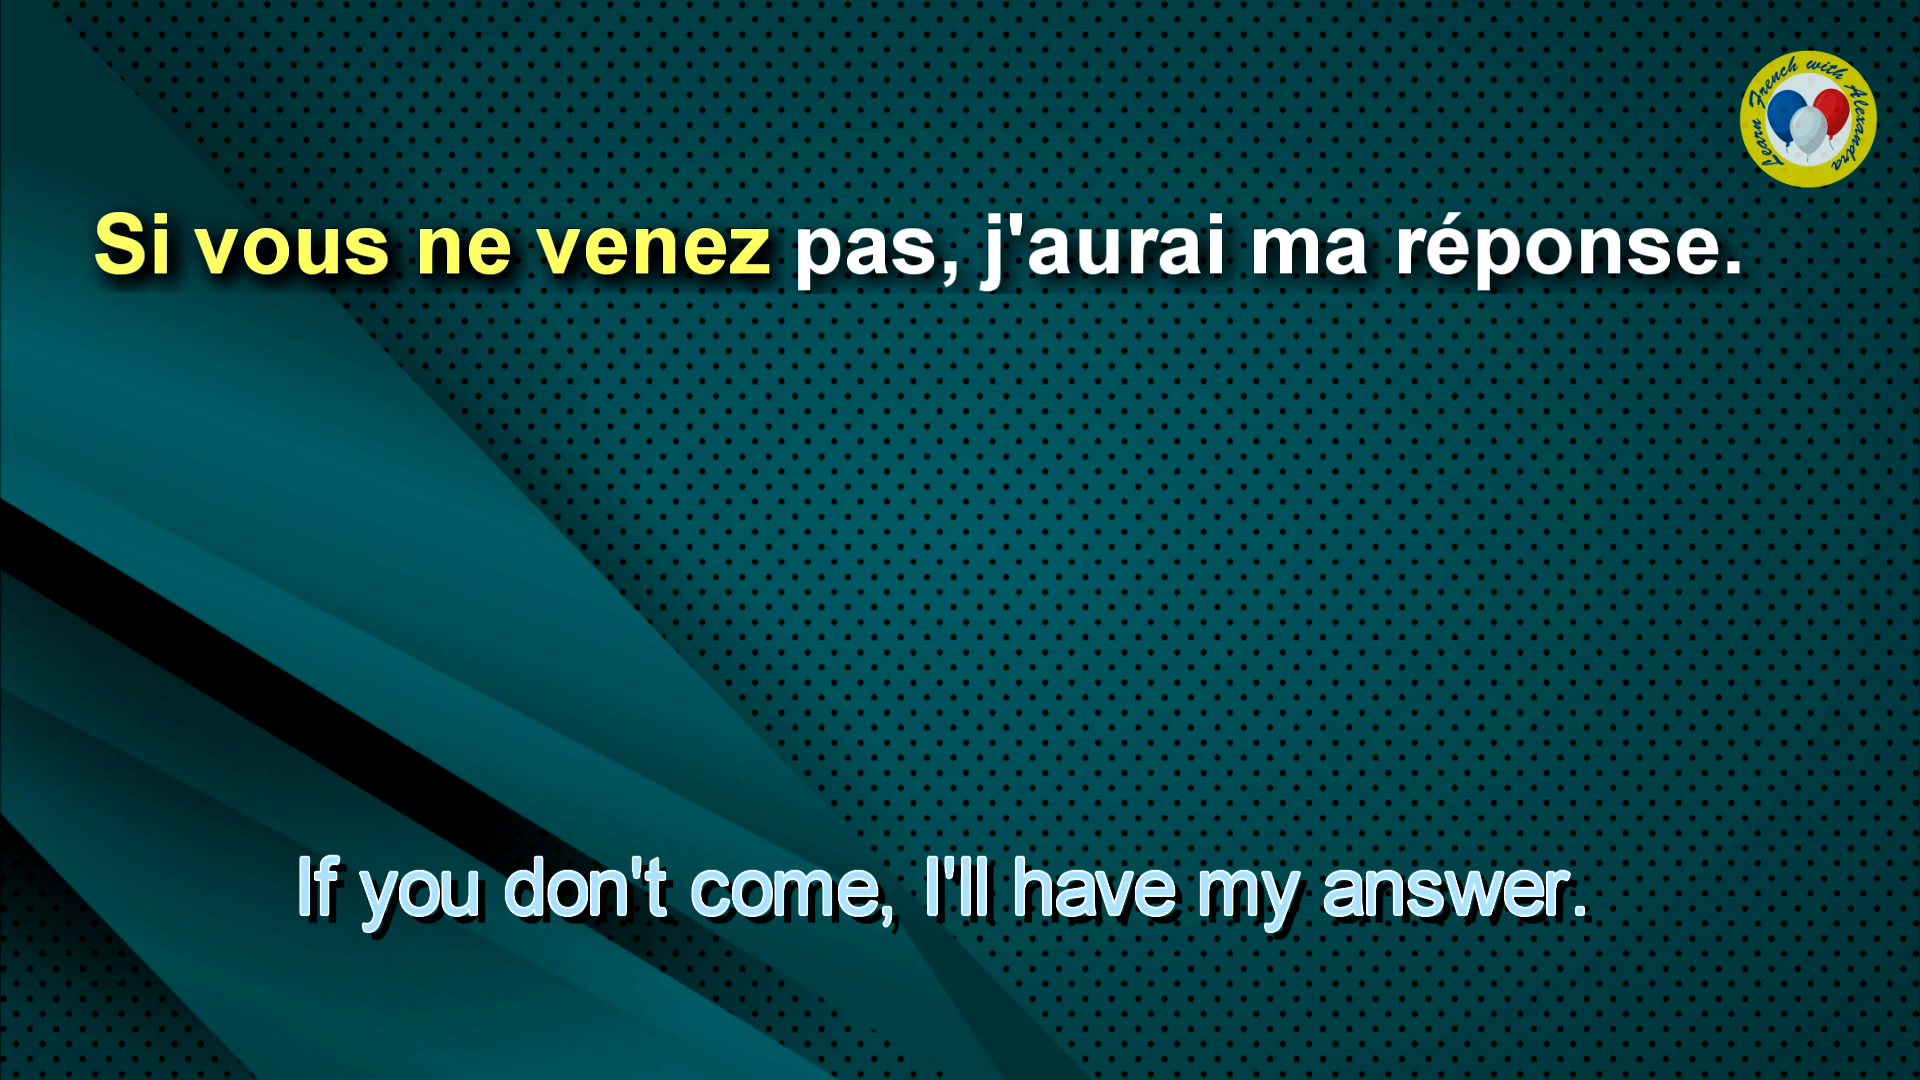 Learn French with Alexandra
Si vous ne venez pas, j'aurai ma réponse.
If you don't come, I'll have my answer.